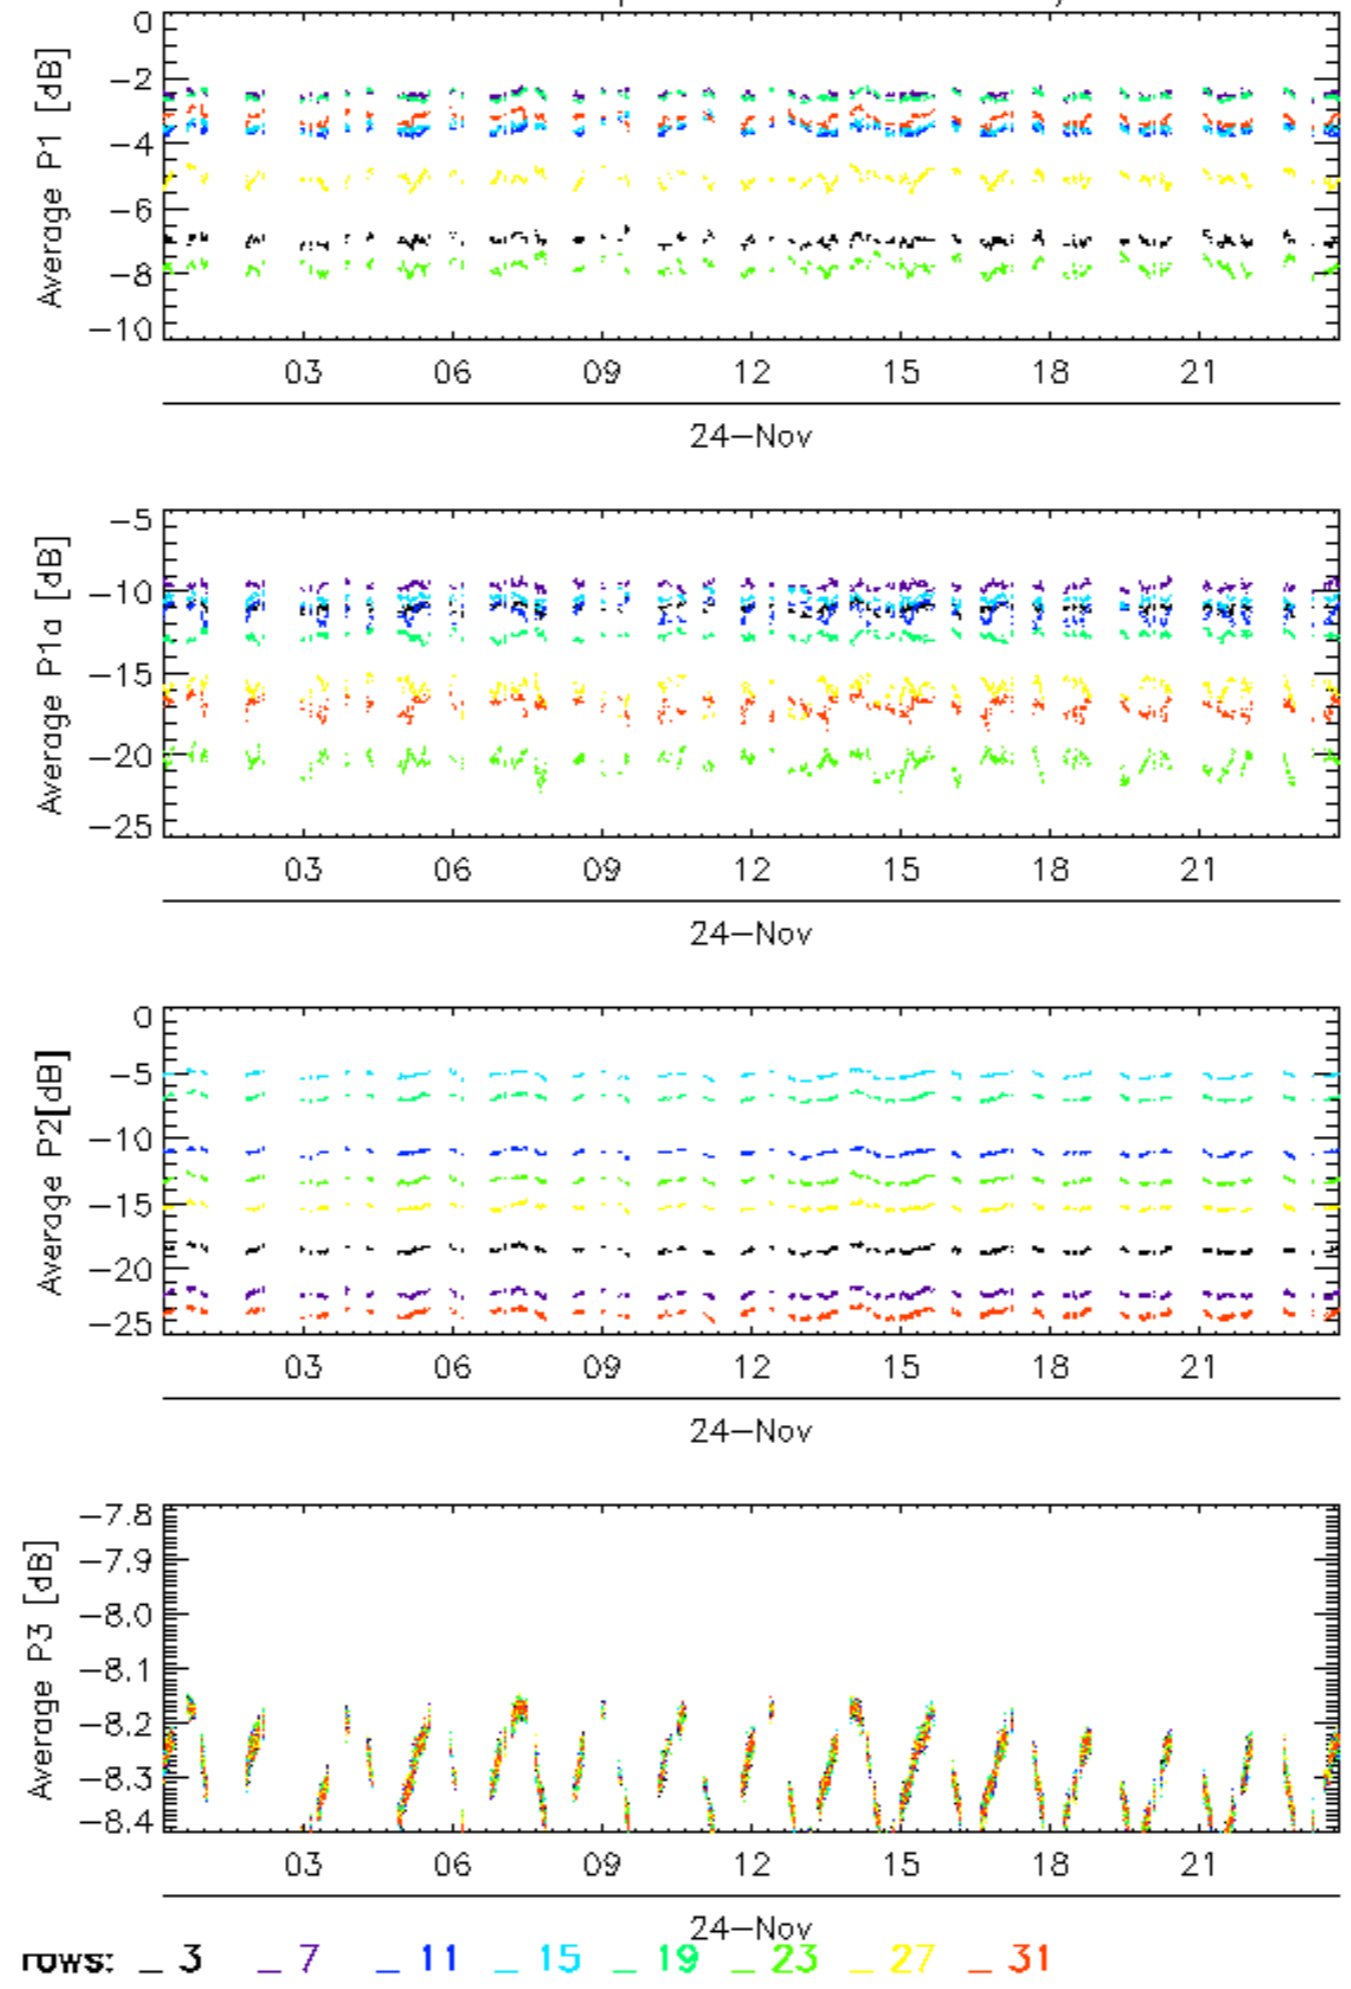 Average P1 [dB]
0
−2
−4
−6
−8
−10
03 06 09 12 15 18 21
24−Nov
Average P1a [dB]
−5
−10
−15
−20
−25
03 06 09 12 15 18 21
24−Nov
Average P2[dB]
0
−5
−10
−15
−20
−25
03 06 09 12 15 18 21
24−Nov
Average P3 [dB]
−7.8
−7.9
−8.0
−8.1
−8.2
−8.3
−8.4
03 06 09 12 15 18 21
24−Nov
rows: _ 3 _ 7 _ 11 _ 15 _ 19 _ 23 _ 27 _ 31